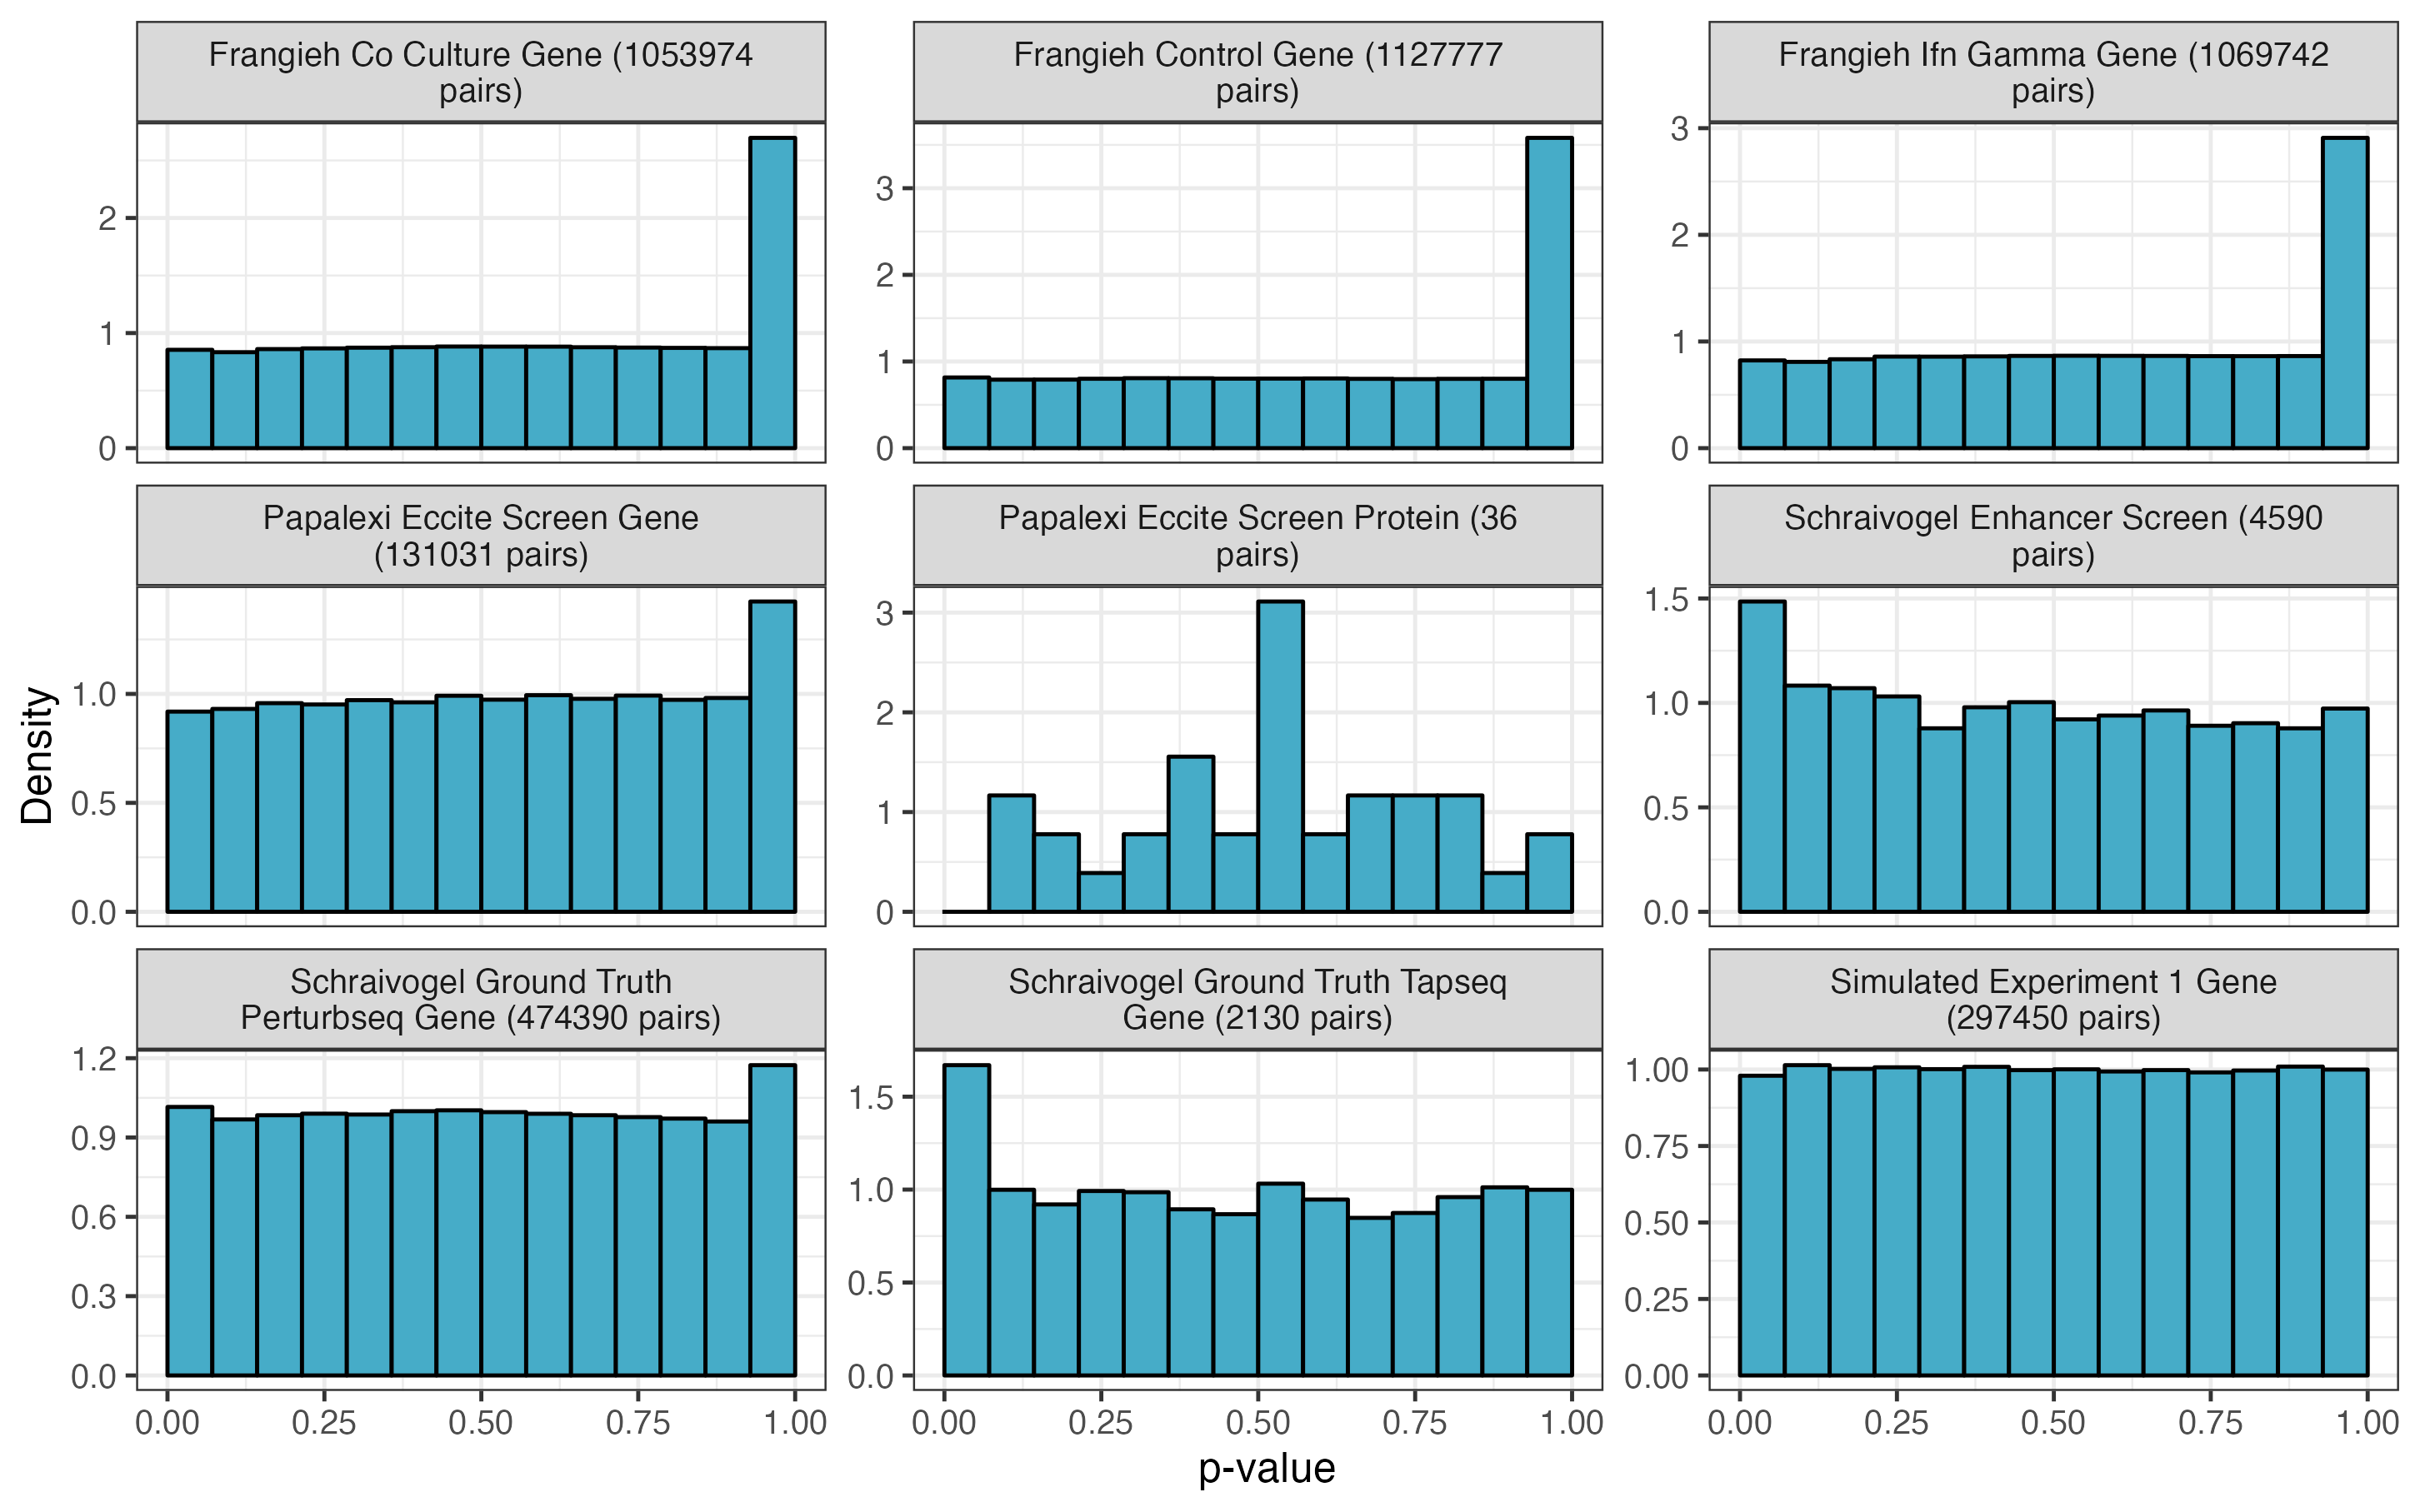 Frangieh Co Culture Gene (1053974
pairs)
Frangieh Control Gene (1127777
pairs)
Frangieh Ifn Gamma Gene (1069742
pairs)
0
1
2
0
1
2
3
0
1
2
3
Papalexi Eccite Screen Gene
(131031 pairs)
Papalexi Eccite Screen Protein (36
pairs)
Schraivogel Enhancer Screen (4590
pairs)
0.0
0.5
1.0
0
1
2
3
0.0
0.5
1.0
1.5
Density
Schraivogel Ground Truth
Perturbseq Gene (474390 pairs)
Schraivogel Ground Truth Tapseq
Gene (2130 pairs)
Simulated Experiment 1 Gene
(297450 pairs)
0.0
0.3
0.6
0.9
1.2
0.0
0.5
1.0
1.5
0.00
0.25
0.50
0.75
1.00
0.00 0.25 0.50 0.75 1.00
0.00 0.25 0.50 0.75 1.00
0.00 0.25 0.50 0.75 1.00
p-value